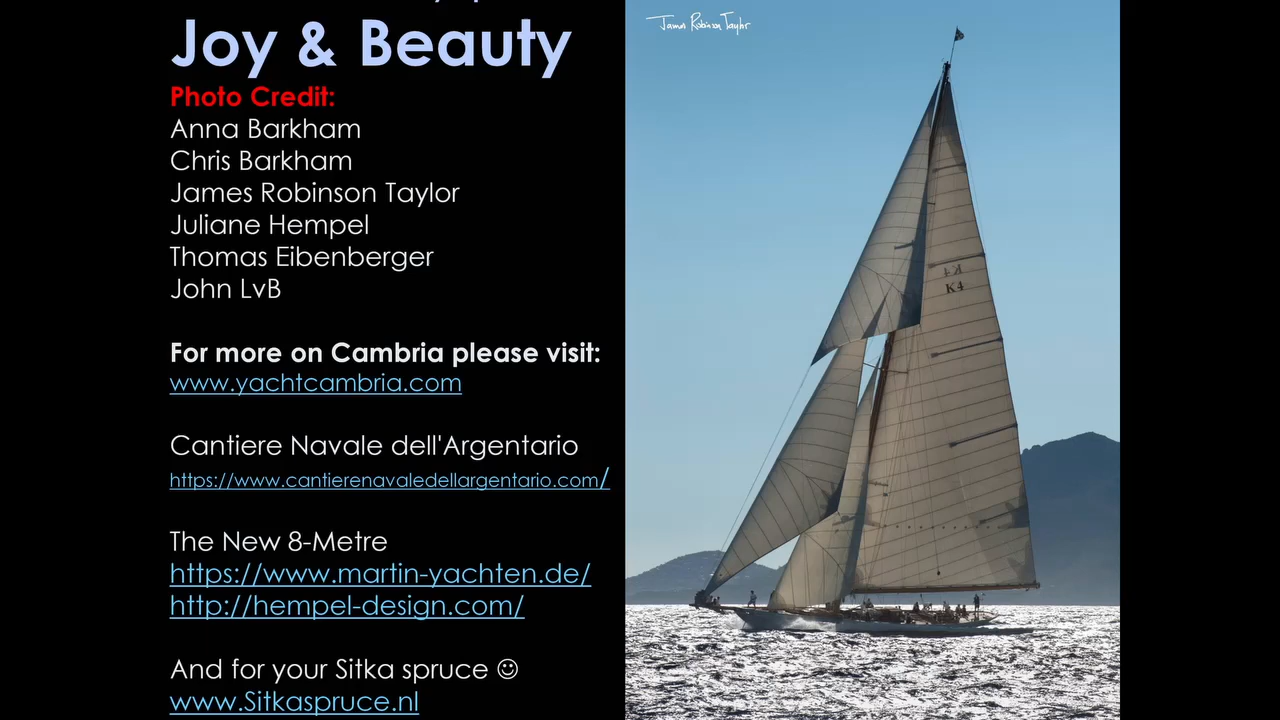 Joy & Beauty
Photo Credit:
Anna Barkham
Chris Barkham
James Robinson Taylor
Juliane Hempel
Thomas Eibenberger
John LvB
For more on Cambria please visit:
www.yachtcambria.com
Cantiere Navale dell'Argentario
https://www.cantierenavaledellargentario.com/
The New 8-Metre
https://www.martin-yachten.de/
http://hempel-design.com/
And for your Sitka spruce ☺
www.Sitkaspruce.nl
James Robinson Taylor
K4
K4